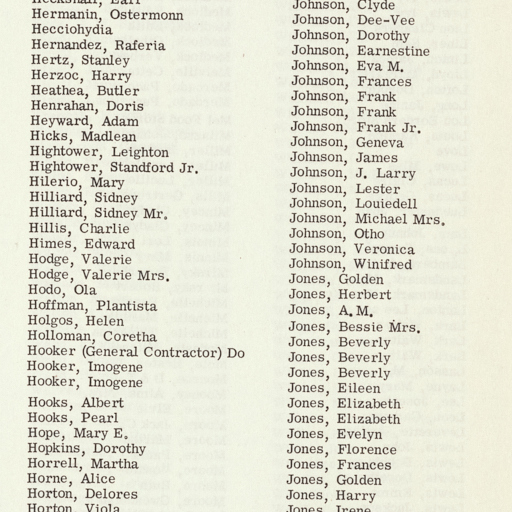 Heckshall, Earl
Hermanin, Ostermonn
Hecciohydia
Hernandez, Raferia
Hertz, Stanley
Herzoc, Harry
Heathea, Butler
Henrahan, Doris
Heyward, Adam
Hicks, Madlean
Hightower, Leighton
Hightower, Standford Jr.
Hilerio, Mary
Hilliard, Sidney
Hilliard, Sidney Mr.
Hillis, Charlie
Himes, Edward
Hodge, Valerie
Hodge, Valerie Mrs.
Hodo, Ola
Hoffman, Plantista
Holgos, Helen
Holloman, Coretha
Hooker (General Contractor) Do
Hooker, Imogene
Hooker, Imogene
Hooks, Albert
Hooks, Pearl
Hope, Mary E.
Hopkins, Dorothy
Horrell, Martha
Horne, Alice
Horton, Delores
Horton, Viola
Johnson, Clyde
Johnson, Dee-Vee
Johnson, Dorothy
Johnson, Earnestine
Johnson, Eva M.
Johnson, Frances
Johnson, Frank
Johnson, Frank
Johnson, Frank Jr.
Johnson, Geneva
Johnson, James
Johnson, J. Larry
Johnson, Lester
Johnson, Louiedell
Johnson, Michael Mrs.
Johnson, Otho
Johnson, Veronica
Johnson, Winifred
Jones, Golden
Jones, Herbert
Jones, A.M.
Jones, Bessie Mrs.
Jones, Beverly
Jones, Beverly
Jones, Beverly
Jones, Eileen
Jones, Elizabeth
Jones, Elizabeth
Jones, Evelyn
Jones, Florence
Jones, Frances
Jones, Golden
Jones, Harry
Jones, Irene